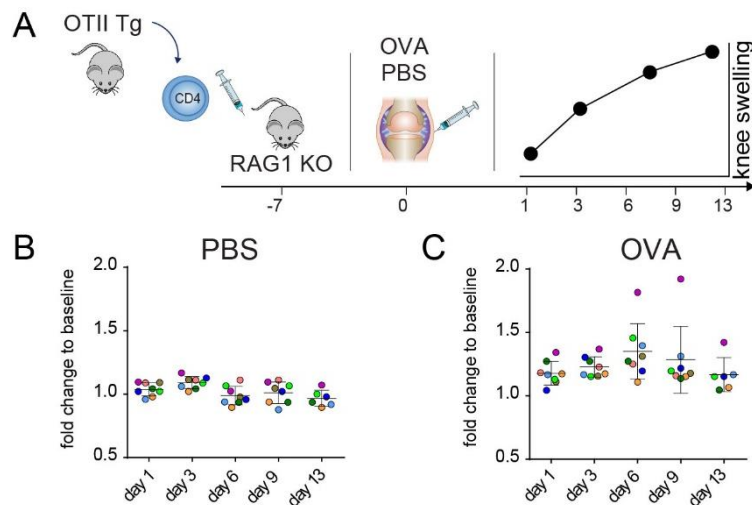 A
OTII Tg
CD4
RAG1 KO
OVA
PBS
knee swelling
-7 0 1 3 6 9 13
B PBS
fold change to baseline
2.0
1.5
1.0
0.5
day 1 day 3 day 6 day 9 day 13
C OVA
fold change to baseline
2.0
1.5
1.0
0.5
day 1 day 3 day 6 day 9 day 13